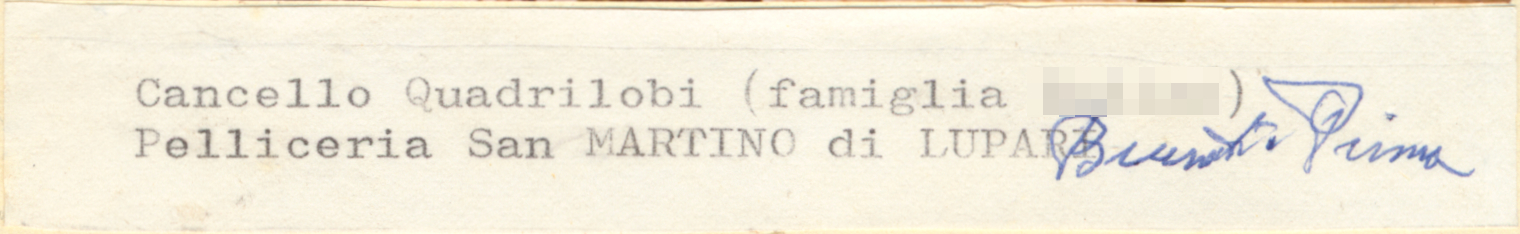 Cancello Quadrilobi (famiglia )
Pelliceria San MARTINO di LUPARI